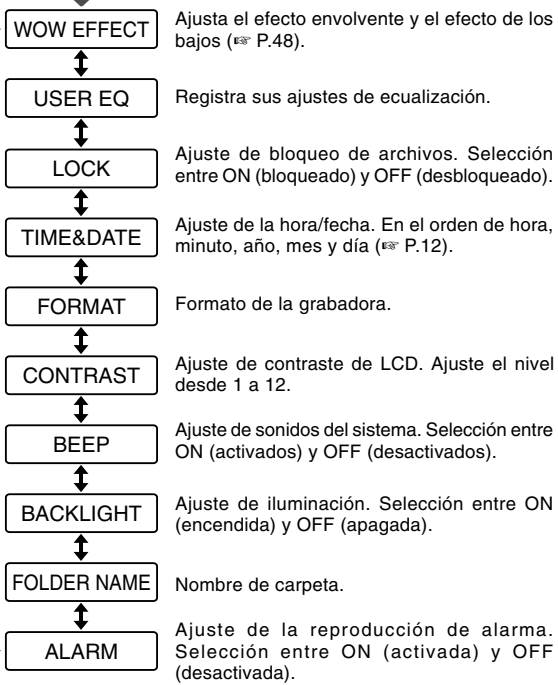 WOW EFFECT
Ajusta el efecto envolvente y el efecto de los
bajos (☞ P.48).
USER EQ
Registra sus ajustes de ecualización.
LOCK
Ajuste de bloqueo de archivos. Selección
entre ON (bloqueado) y OFF (desbloqueado).
TIME&DATE
Ajuste de la hora/fecha. En el orden de hora,
minuto, año, mes y día (☞ P.12).
FORMAT
Formato de la grabadora.
CONTRAST
Ajuste de contraste de LCD. Ajuste el nivel
desde 1 a 12.
BEEP
Ajuste de sonidos del sistema. Selección entre
ON (activados) y OFF (desactivados).
BACKLIGHT
Ajuste de iluminación. Selección entre ON
(encendida) y OFF (apagada).
FOLDER NAME
Nombre de carpeta.
ALARM
Ajuste de la reproducción de alarma.
Selección entre ON (activada) y OFF
(desactivada).